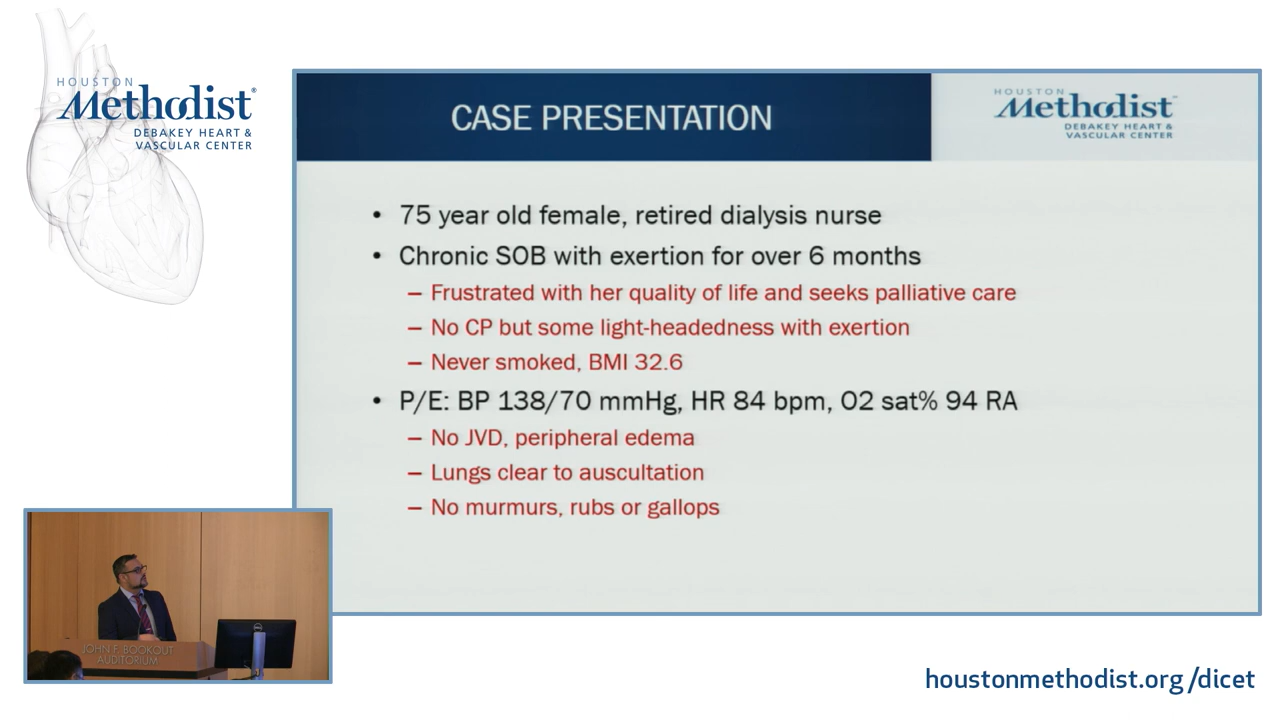 HOUSTON
Methodist®
DEBAKEY HEART &
VASCULAR CENTER
CASE PRESENTATION
HOUSTON
Methodist
DEBAKEY HEART &
VASCULAR CENTER
• 75 year old female, retired dialysis nurse
• Chronic SOB with exertion for over 6 months
– Frustrated with her quality of life and seeks palliative care
– No CP but some light-headedness with exertion
– Never smoked, BMI 32.6
• P/E: BP 138/70 mmHg, HR 84 bpm, O2 sat% 94 RA
– No JVD, peripheral edema
– Lungs clear to auscultation
– No murmurs, rubs or gallops
JOHN F. BOOKOUT
AUDITORIUM
DELL
houstonmethodist.org/dicet